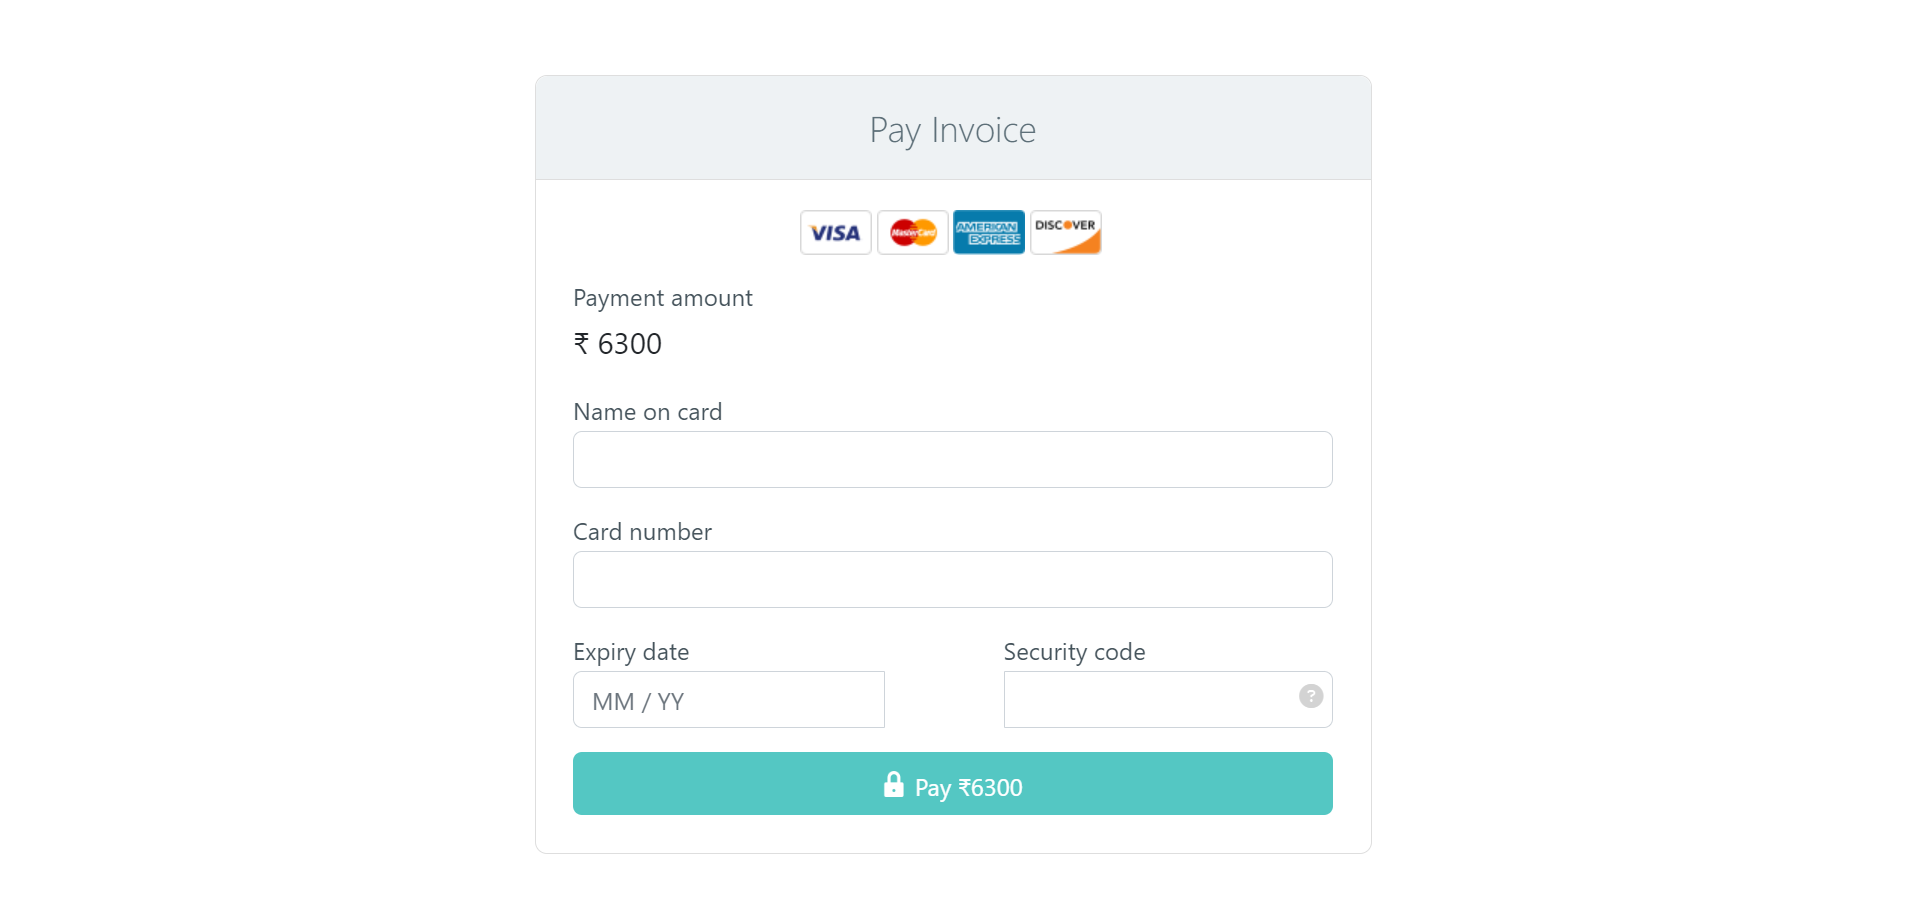 Pay Invoice
VISA MasterCard AMERICAN EXPRESS DISCOVER
Payment amount
₹ 6300
Name on card
Card number
Expiry date Security code
MM / YY ?
Pay ₹6300